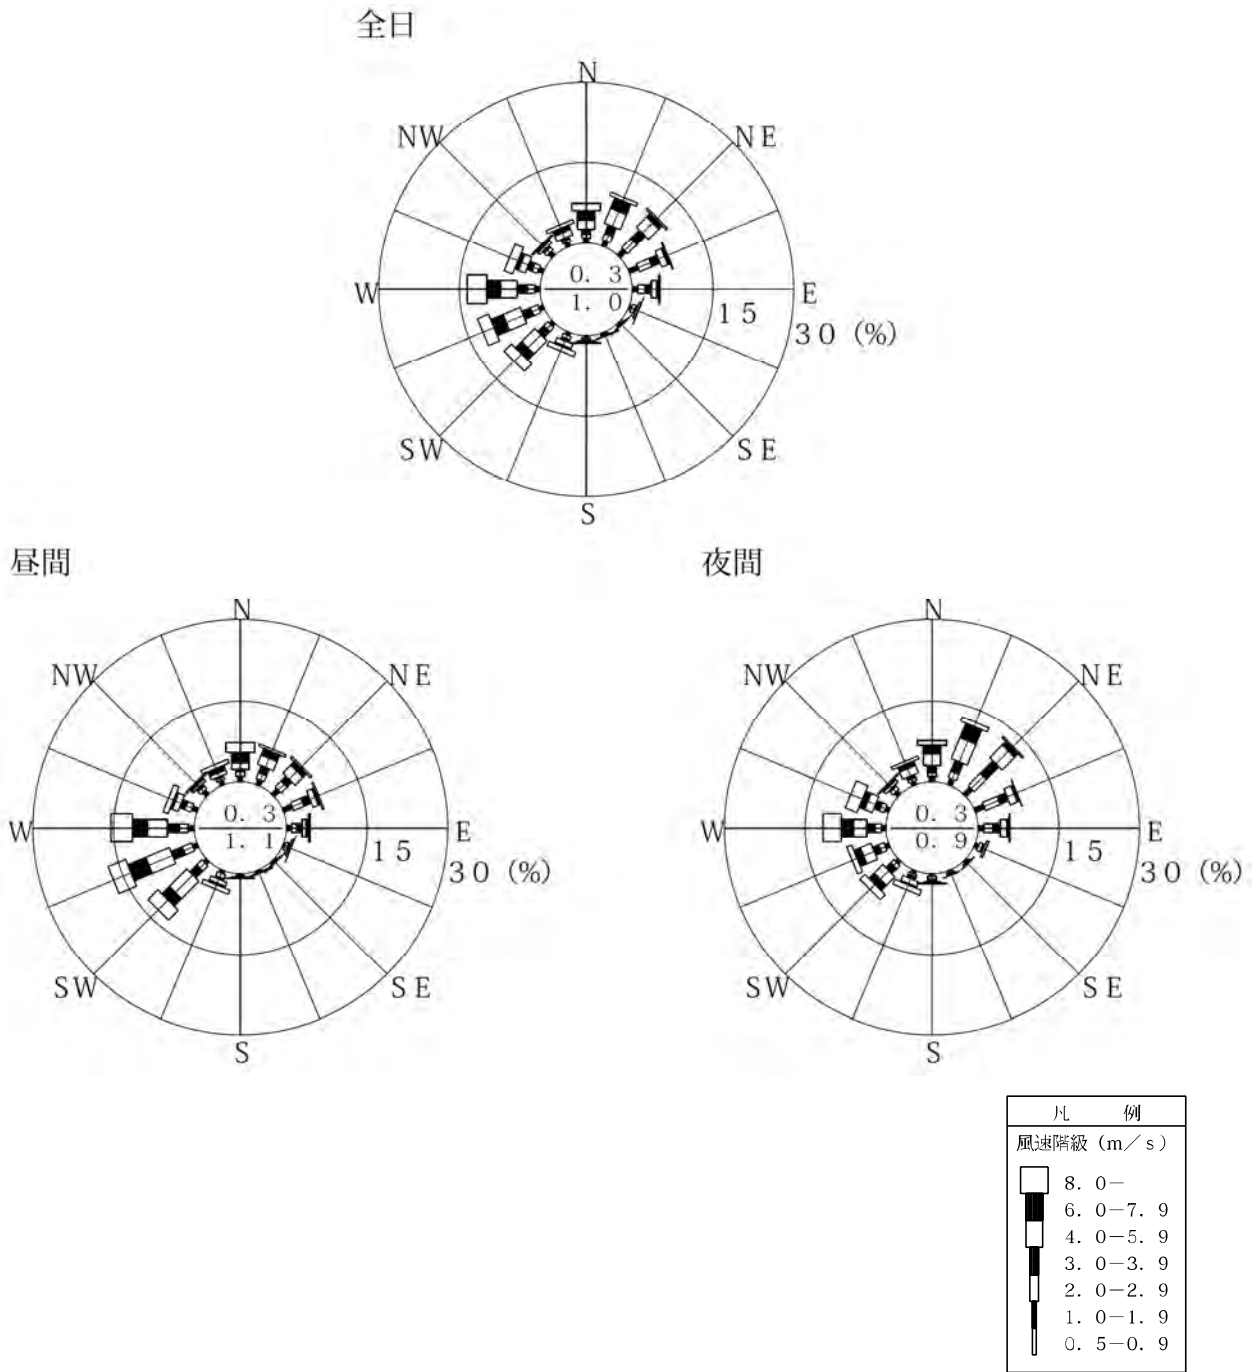 全日
N
NW
NE
0. 3
W
E
1. 0
15
30 (%)
SW
SE
S
昼間
N
NW
NE
0. 3
W
E
1. 1
15
30 (%)
SW
SE
S
夜間
N
NW
NE
0. 3
W
E
0. 9
15
30 (%)
SW
SE
S
凡 例
風速階級 (m/s)
8. 0-
6. 0-7. 9
4. 0-5. 9
3. 0-3. 9
2. 0-2. 9
1. 0-1. 9
0. 5-0. 9